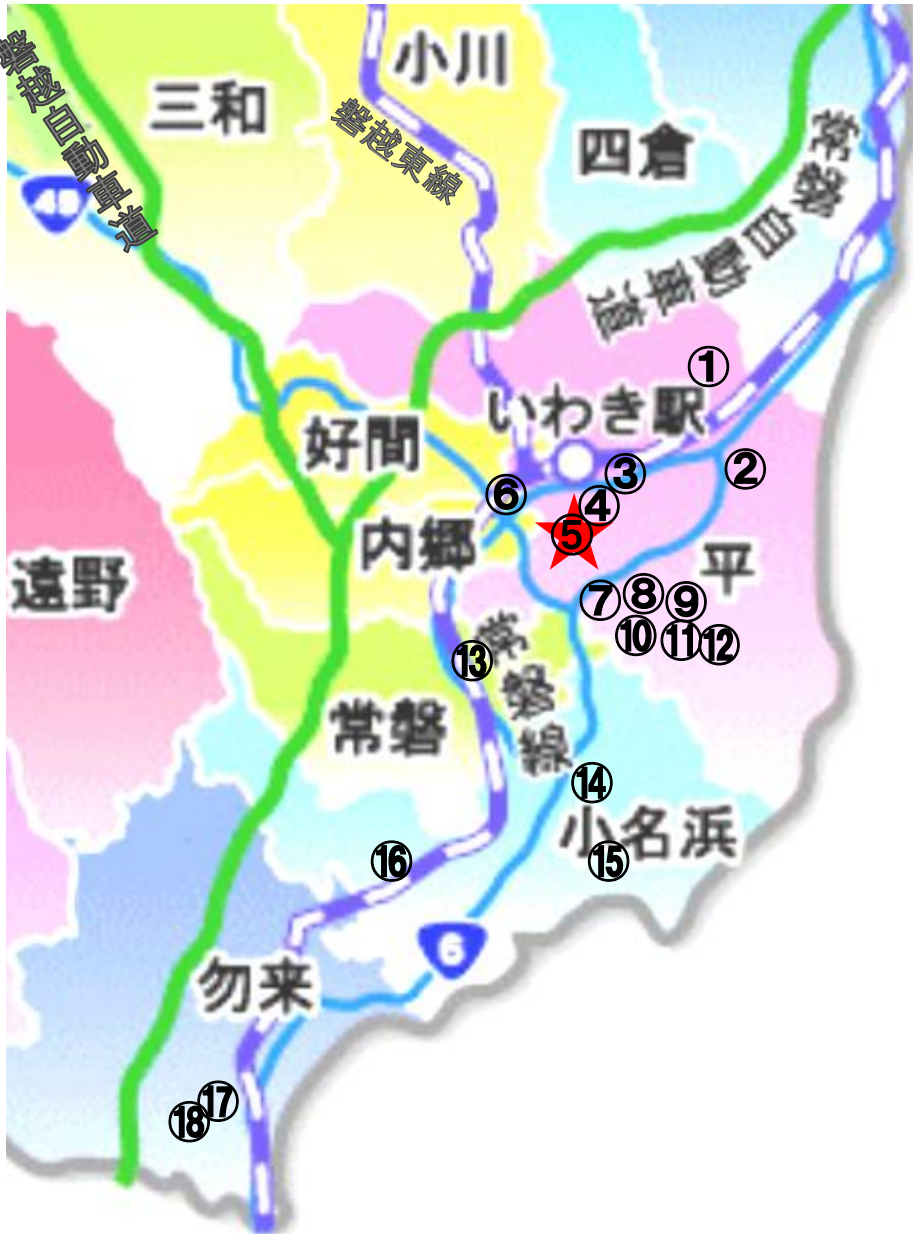 小川
三和
磐越自動車道
磐越東線
四倉
常磐自動車道
49
①
いわき駅
好間
②
③
⑥
④
⑤
内郷
平
遠野
⑦
⑧
⑨
⑩
⑪
⑫
⑬
常磐線
常磐
⑭
小名浜
⑮
⑯
6
勿来
⑰
⑱